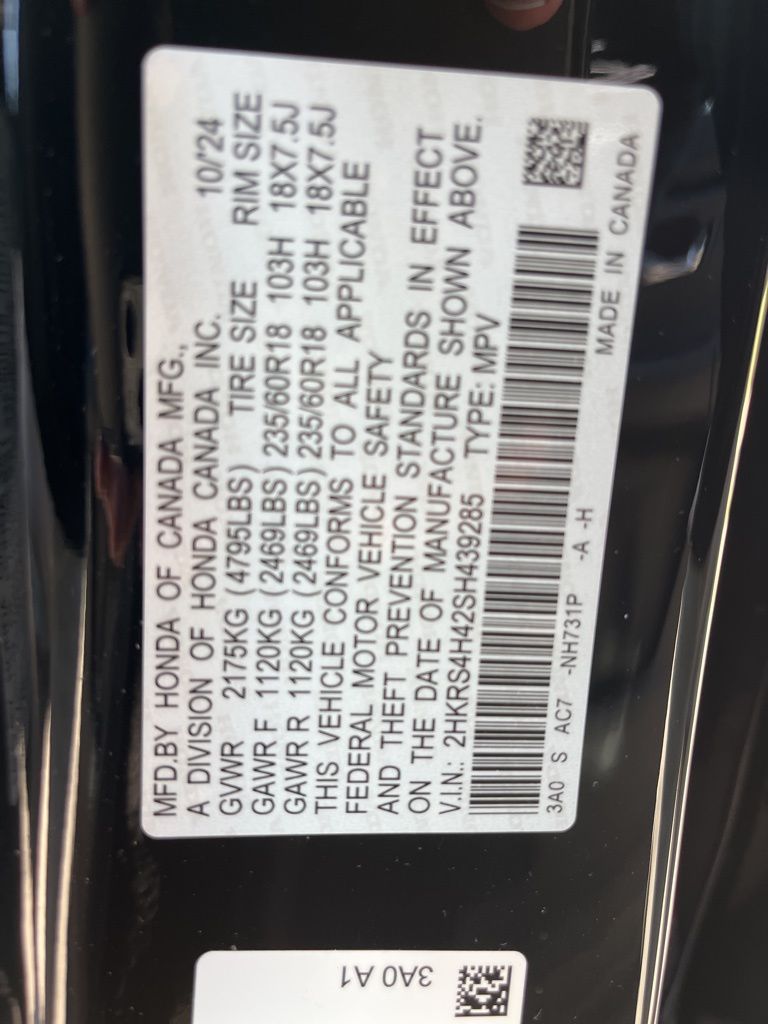 MFD.BY HONDA OF CANADA MFG.,
A DIVISION OF HONDA CANADA INC. 10/'24
GVWR 2175KG (4795LBS) TIRE SIZE RIM SIZE
GAWR F 1120KG (2469LBS) 235/60R18 103H 18X7.5J
GAWR R 1120KG (2469LBS) 235/60R18 103H 18X7.5J
THIS VEHICLE CONFORMS TO ALL APPLICABLE
FEDERAL MOTOR VEHICLE SAFETY
AND THEFT PREVENTION STANDARDS IN EFFECT
ON THE DATE OF MANUFACTURE SHOWN ABOVE.
V.I.N.: 2HKRS4H42SH439285 TYPE: MPV
3A0 S AC7 -NH731P -A -H MADE IN CANADA
3A0 A1